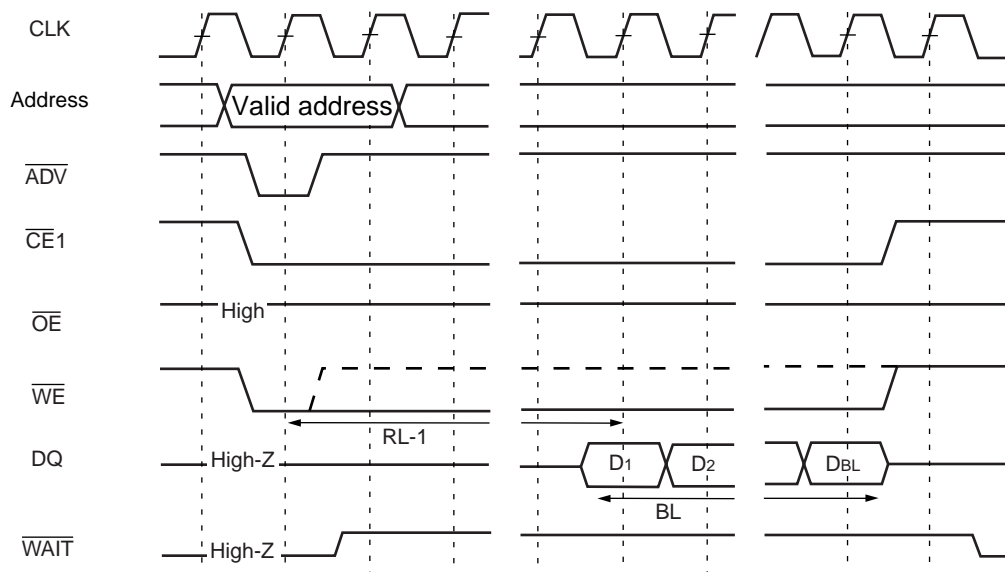 CLK
Address
Valid address
ADV
CE1
High
OE
WE
RL-1
DQ
High-Z
D1
D2
DBL
BL
WAIT
High-Z